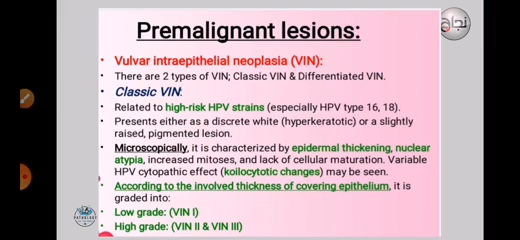 Premalignant lesions:
نجاح
• Vulvar intraepithelial neoplasia (VIN):
• There are 2 types of VIN; Classic VIN & Differentiated VIN.
• Classic VIN:
• Related to high-risk HPV strains (especially HPV type 16, 18).
• Presents either as a discrete white (hyperkeratotic) or a slightly
raised, pigmented lesion.
• Microscopically, it is characterized by epidermal thickening, nuclear
atypia, increased mitoses, and lack of cellular maturation. Variable
HPV cytopathic effect (koilocytotic changes) may be seen.
• According to the involved thickness of covering epithelium, it is
graded into:
• Low grade: (VIN I)
• High grade: (VIN II & VIN III)
PATHOLOGY